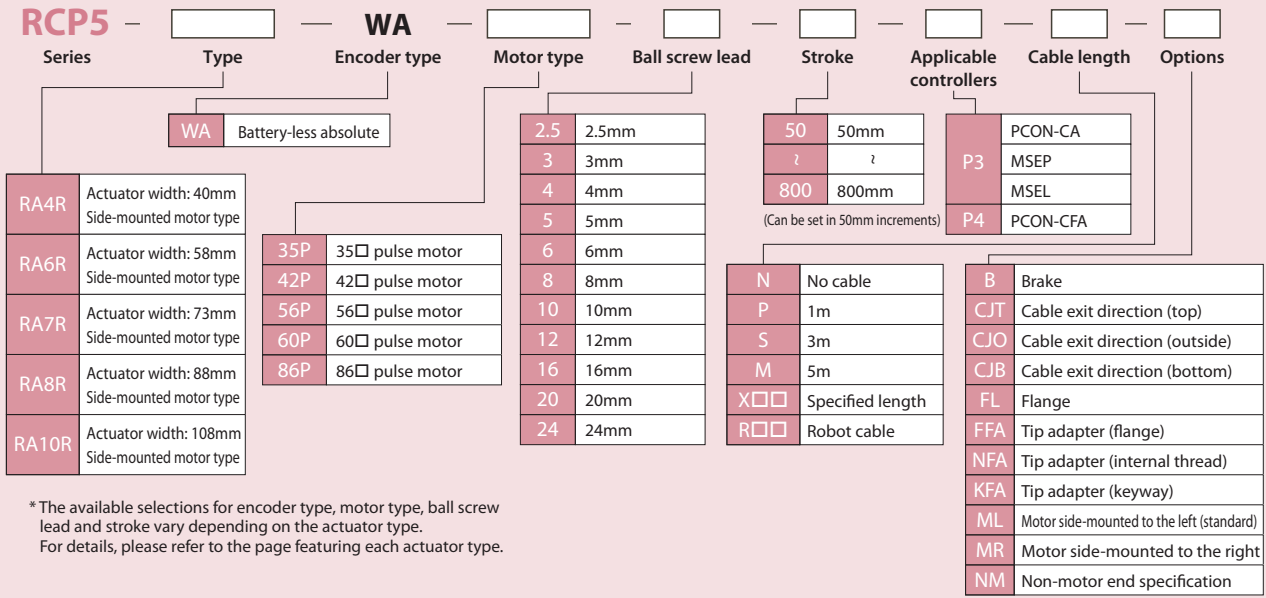 RCP5 — □ — WA □ — □ — □ — □ — □ — □
Series Type Encoder type Motor type Ball screw lead Stroke Applicable controllers Cable length Options
WA Battery-less absolute
RA4R Actuator width: 40mm
Side-mounted motor type
RA6R Actuator width: 58mm
Side-mounted motor type
RA7R Actuator width: 73mm
Side-mounted motor type
RA8R Actuator width: 88mm
Side-mounted motor type
RA10R Actuator width: 108mm
Side-mounted motor type
35P 35□ pulse motor
42P 42□ pulse motor
56P 56□ pulse motor
60P 60□ pulse motor
86P 86□ pulse motor
2.5 2.5mm
3 3mm
4 4mm
5 5mm
6 6mm
8 8mm
10 10mm
12 12mm
16 16mm
20 20mm
24 24mm
50 50mm
~ ~
800 800mm
(Can be set in 50mm increments)
P3 PCON-CA
MSEP
MSEL
P4 PCON-CFA
N No cable
P 1m
S 3m
M 5m
X□□ Specified length
R□□ Robot cable
B Brake
CJT Cable exit direction (top)
CJO Cable exit direction (outside)
CJB Cable exit direction (bottom)
FL Flange
FFA Tip adapter (flange)
NFA Tip adapter (internal thread)
KFA Tip adapter (keyway)
ML Motor side-mounted to the left (standard)
MR Motor side-mounted to the right
NM Non-motor end specification
* The available selections for encoder type, motor type, ball screw
lead and stroke vary depending on the actuator type.
For details, please refer to the page featuring each actuator type.